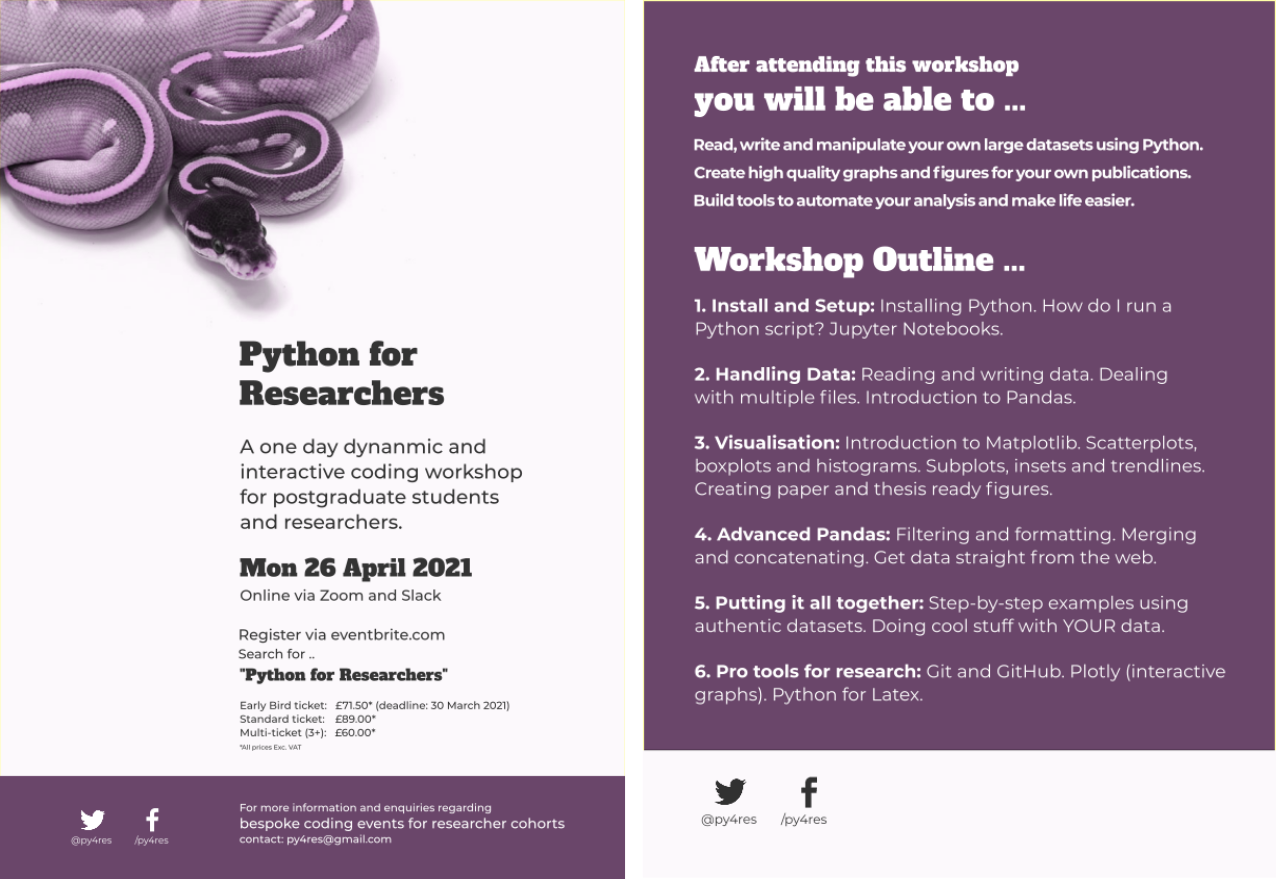 Python for
Researchers
A one day dynanmic and
interactive coding workshop
for postgraduate students
and researchers.
Mon 26 April 2021
Online via Zoom and Slack
Register via eventbrite.com
Search for ..
"Python for Researchers"
Early Bird ticket: £71.50* (deadline: 30 March 2021)
Standard ticket: £89.00*
Multi-ticket (3+): £60.00*
*All prices Exc. VAT
@py4res /py4res
For more information and enquiries regarding
bespoke coding events for researcher cohorts
contact: py4res@gmail.com
After attending this workshop
you will be able to ...
Read, write and manipulate your own large datasets using Python.
Create high quality graphs and figures for your own publications.
Build tools to automate your analysis and make life easier.
Workshop Outline ...
1. Install and Setup: Installing Python. How do I run a
Python script? Jupyter Notebooks.
2. Handling Data: Reading and writing data. Dealing
with multiple files. Introduction to Pandas.
3. Visualisation: Introduction to Matplotlib. Scatterplots,
boxplots and histograms. Subplots, insets and trendlines.
Creating paper and thesis ready figures.
4. Advanced Pandas: Filtering and formatting. Merging
and concatenating. Get data straight from the web.
5. Putting it all together: Step-by-step examples using
authentic datasets. Doing cool stuff with YOUR data.
6. Pro tools for research: Git and GitHub. Plotly (interactive
graphs). Python for Latex.
@py4res /py4res